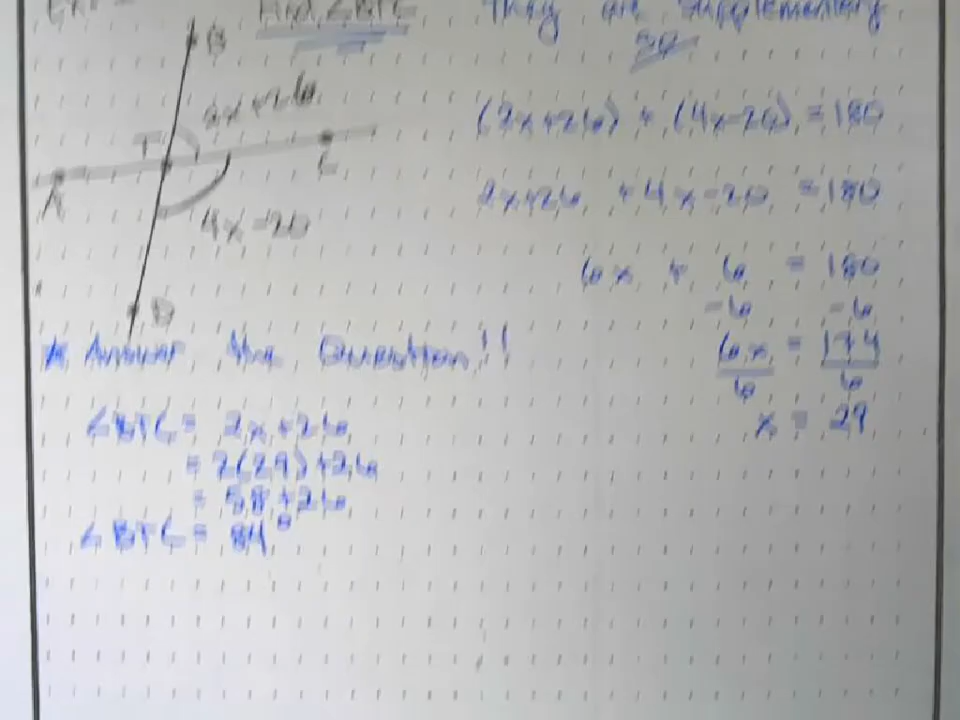 Find ∠BTC
They are supplementary
so
B
2x+26
T
C
A
4x-20
D
(2x+26) + (4x-20) = 180
2x+26 + 4x-20 = 180
6x + 6 = 180
-6 -6
6x = 174
6 6
x = 29
* Answer the Question!!
∠BTC = 2x+26
= 2(29)+26
= 58+26
∠BTC = 84°